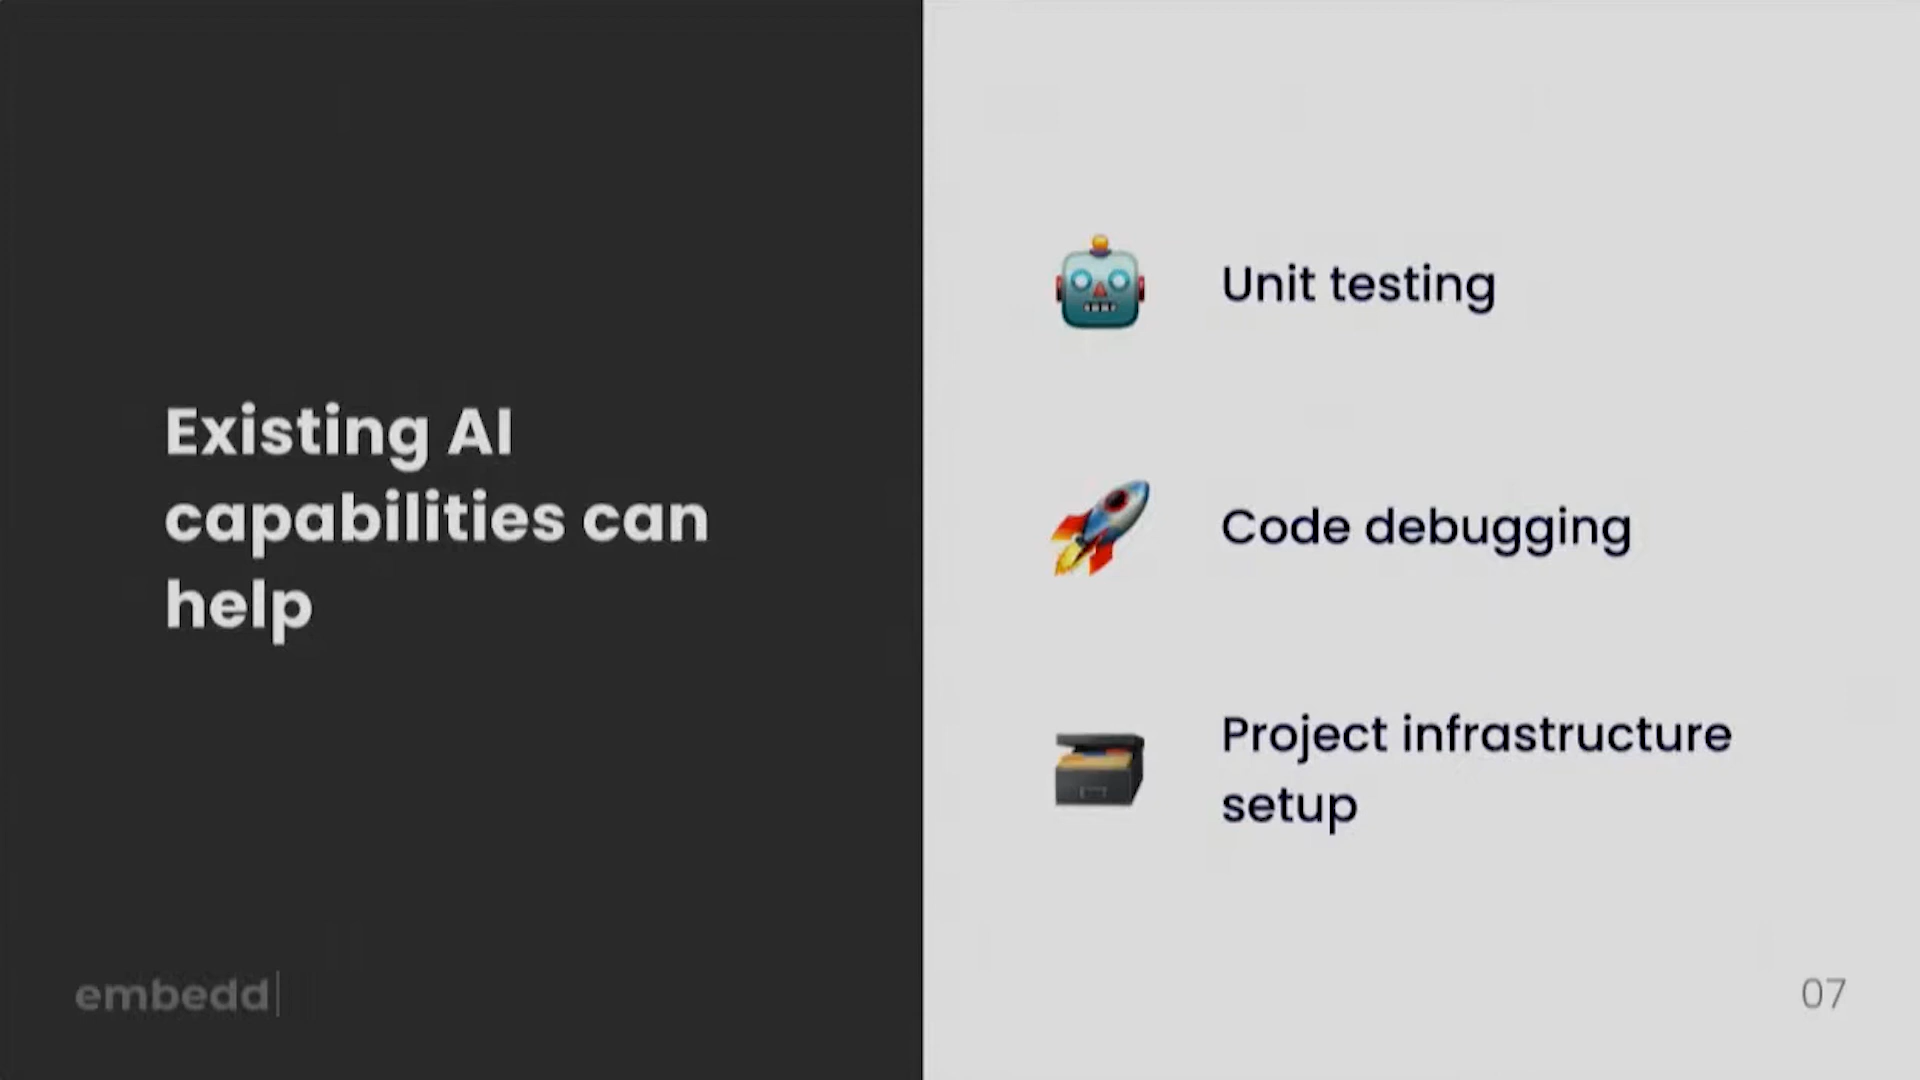 Existing AI
capabilities can
help
Unit testing
Code debugging
Project infrastructure
setup
embedd
07